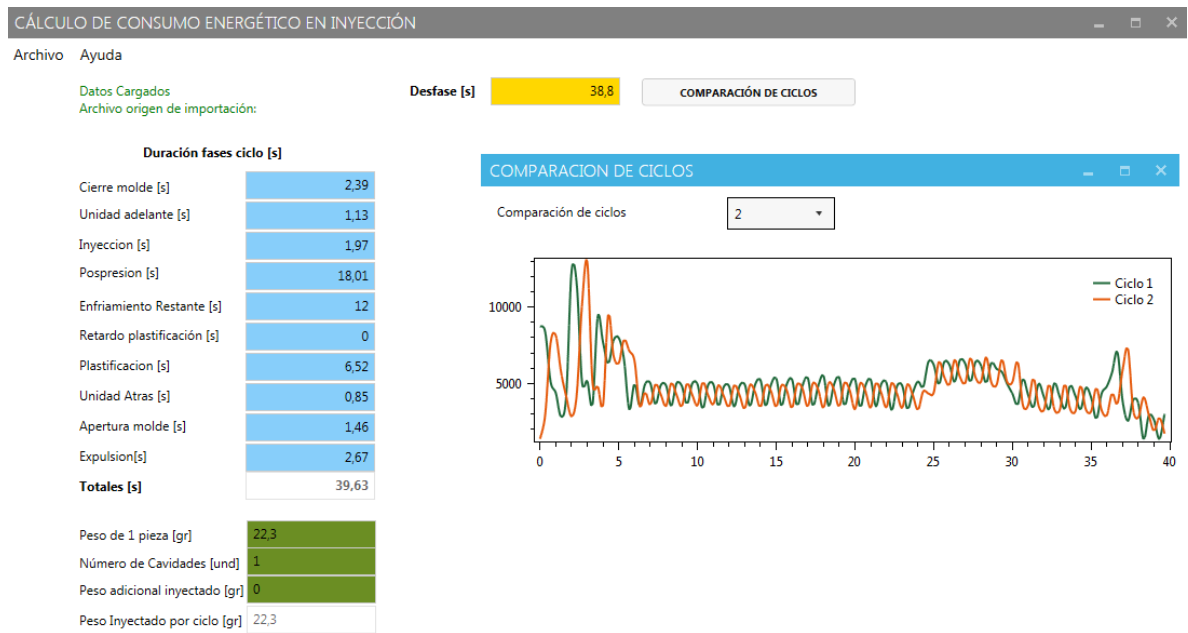 CÁLCULO DE CONSUMO ENERGÉTICO EN INYECCIÓN
Archivo Ayuda
Datos Cargados
Archivo origen de importación:
Desfase [s] 38,8 COMPARACIÓN DE CICLOS
Duración fases ciclo [s]
Cierre molde [s] 2,39
Unidad adelante [s] 1,13
Inyeccion [s] 1,97
Pospresion [s] 18,01
Enfriamiento Restante [s] 12
Retardo plastificación [s] 0
Plastificacion [s] 6,52
Unidad Atras [s] 0,85
Apertura molde [s] 1,46
Expulsion[s] 2,67
Totales [s] 39,63
Peso de 1 pieza [gr] 22,3
Número de Cavidades [und] 1
Peso adicional inyectado [gr] 0
Peso Inyectado por ciclo [gr] 22,3
COMPARACION DE CICLOS
Comparación de ciclos 2
Ciclo 1
Ciclo 2
10000
5000
0 5 10 15 20 25 30 35 40